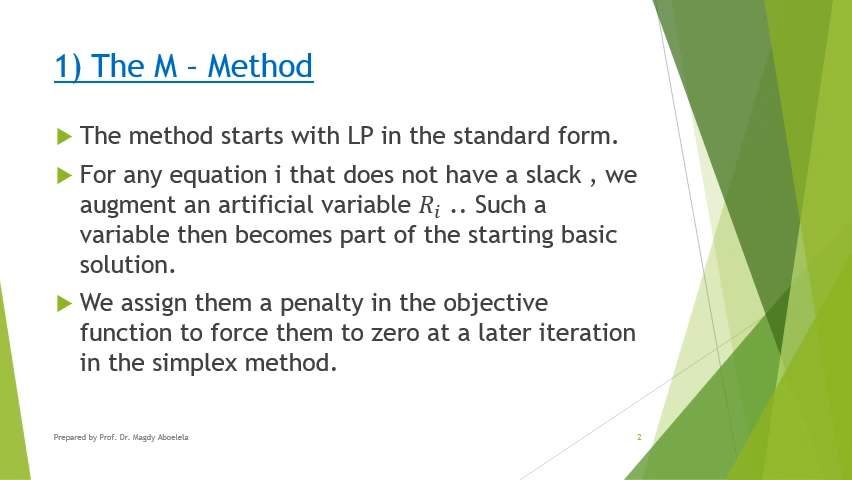 1) The M – Method
The method starts with LP in the standard form.
For any equation i that does not have a slack , we
augment an artificial variable 𝑅ᵢ .. Such a
variable then becomes part of the starting basic
solution.
We assign them a penalty in the objective
function to force them to zero at a later iteration
in the simplex method.
Prepared by Prof. Dr. Magdy Aboelela
2